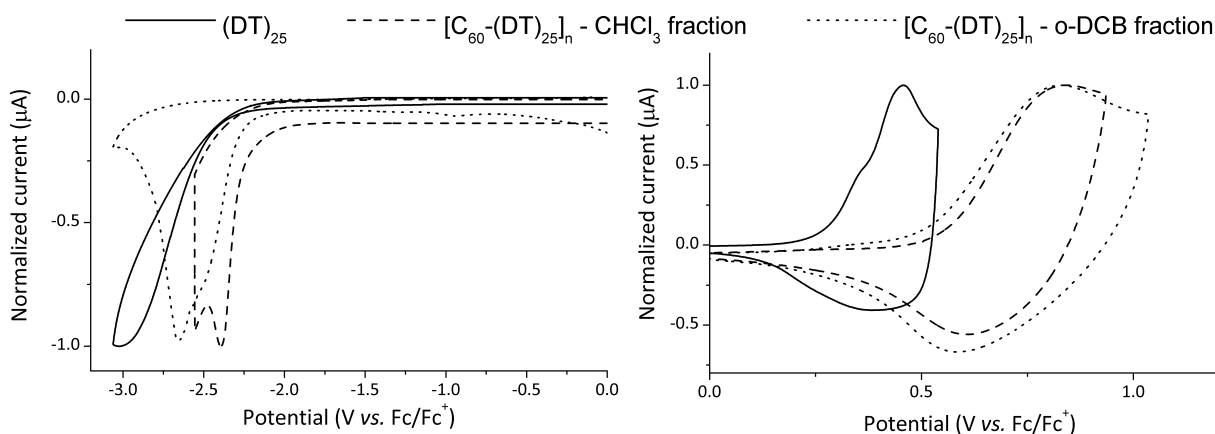 (DT)25 [C60-(DT)25]n - CHCl3 fraction [C60-(DT)25]n - o-DCB fraction
Normalized current (μA)
0.0
-0.5
-1.0
-3.0 -2.5 -2.0 -1.5 -1.0 -0.5 0.0
Potential (V vs. Fc/Fc+)
Normalized current (μA)
1.0
0.5
0.0
-0.5
0.0 0.5 1.0
Potential (V vs. Fc/Fc+)